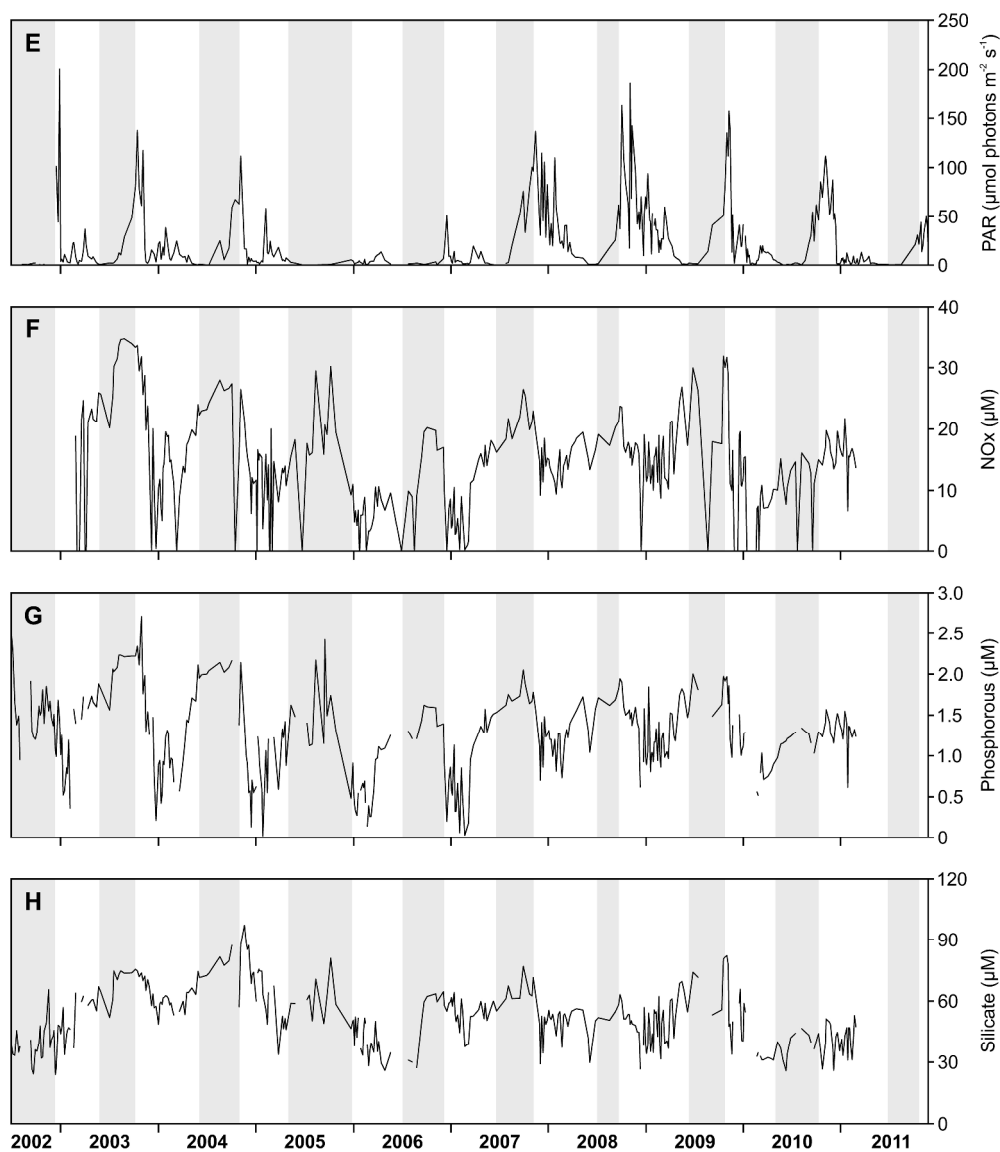 E
250
200
150
100
50
0
PAR (μmol photons m⁻² s⁻¹)
F
40
30
20
10
0
NOx (μM)
G
3.0
2.5
2.0
1.5
1.0
0.5
0
Phosphorous (μM)
H
120
90
60
30
0
Silicate (μM)
2002 2003 2004 2005 2006 2007 2008 2009 2010 2011